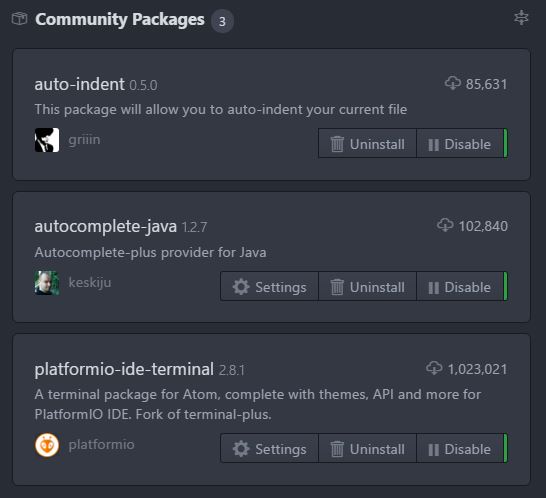 Community Packages 3
auto-indent 0.5.0 85,631
This package will allow you to auto-indent your current file
griiin Uninstall Disable
autocomplete-java 1.2.7 102,840
Autocomplete-plus provider for Java
keskiju Settings Uninstall Disable
platformio-ide-terminal 2.8.1 1,023,021
A terminal package for Atom, complete with themes, API and more for
PlatformIO IDE. Fork of terminal-plus.
platformio Settings Uninstall Disable